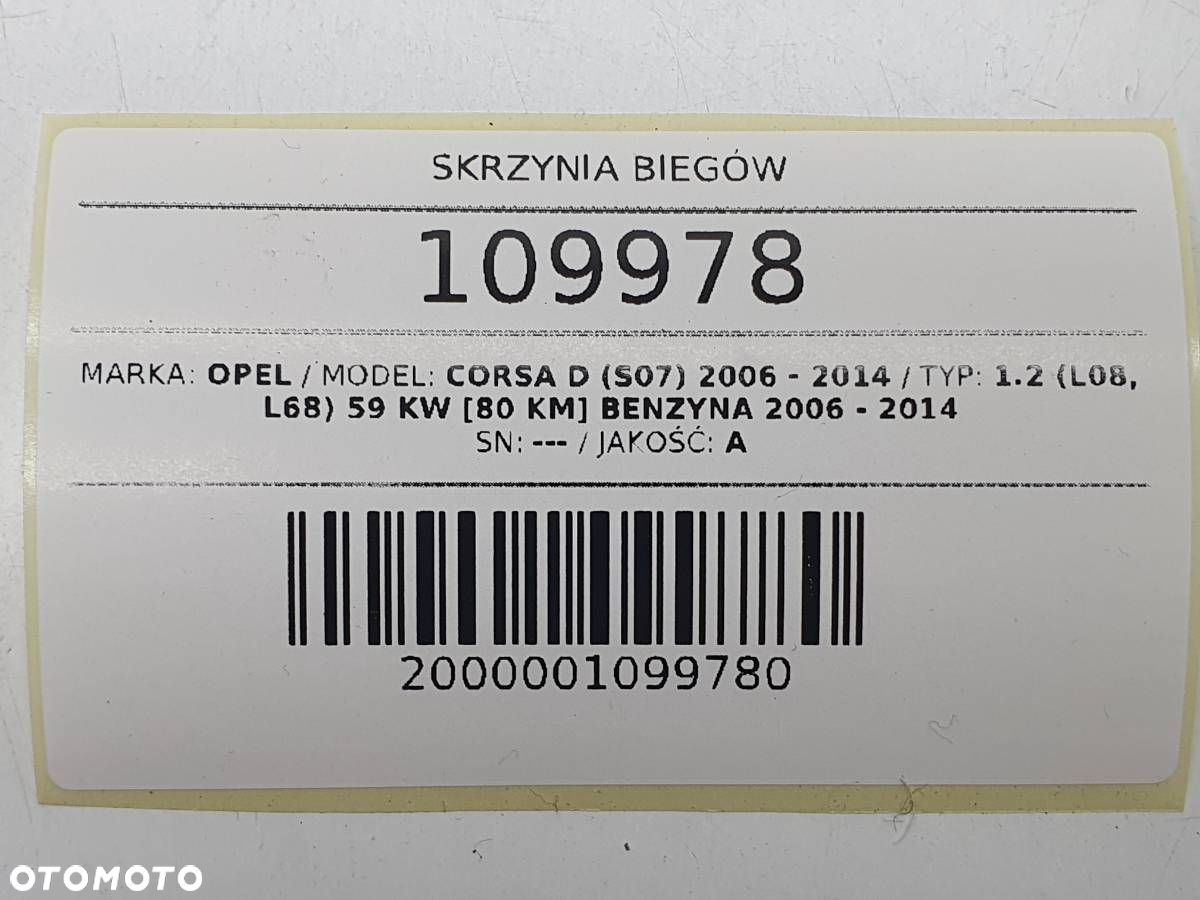 SKRZYNIA BIEGÓW
109978
MARKA: OPEL / MODEL: CORSA D (S07) 2006 - 2014 / TYP: 1.2 (L08,
L68) 59 KW [80 KM] BENZYNA 2006 - 2014
SN: --- / JAKOŚĆ: A
2000001099780
OTOMOTO